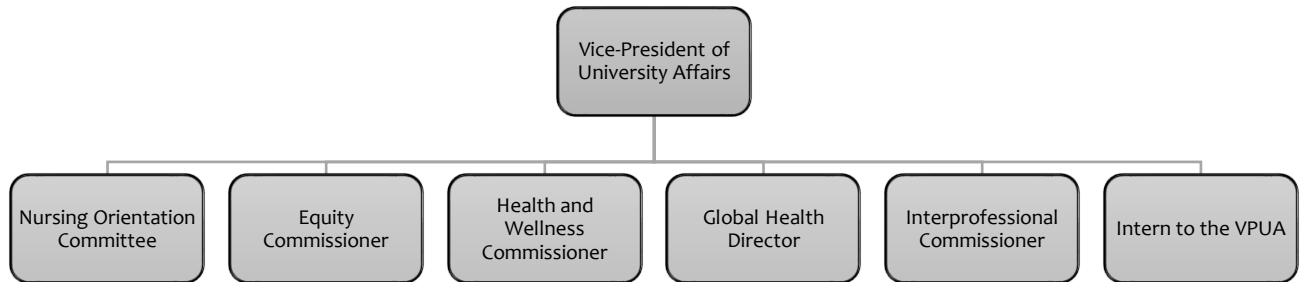 Vice-President of
University Affairs
Nursing Orientation
Committee
Equity
Commissioner
Health and
Wellness
Commissioner
Global Health
Director
Interprofessional
Commissioner
Intern to the VPUA